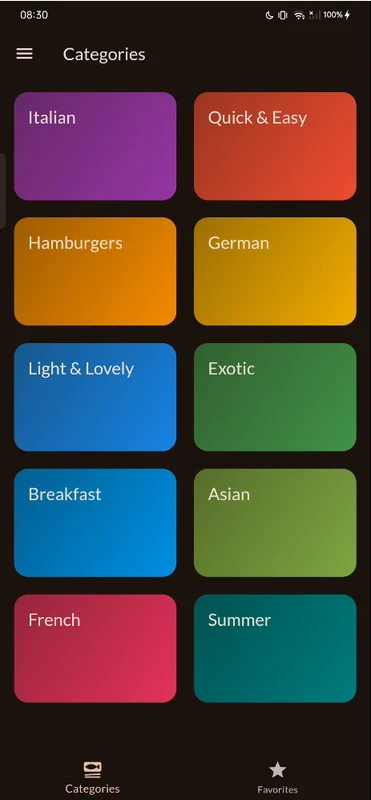 08:30
100%
Categories
Italian
Quick & Easy
Hamburgers
German
Light & Lovely
Exotic
Breakfast
Asian
French
Summer
Categories
Favorites